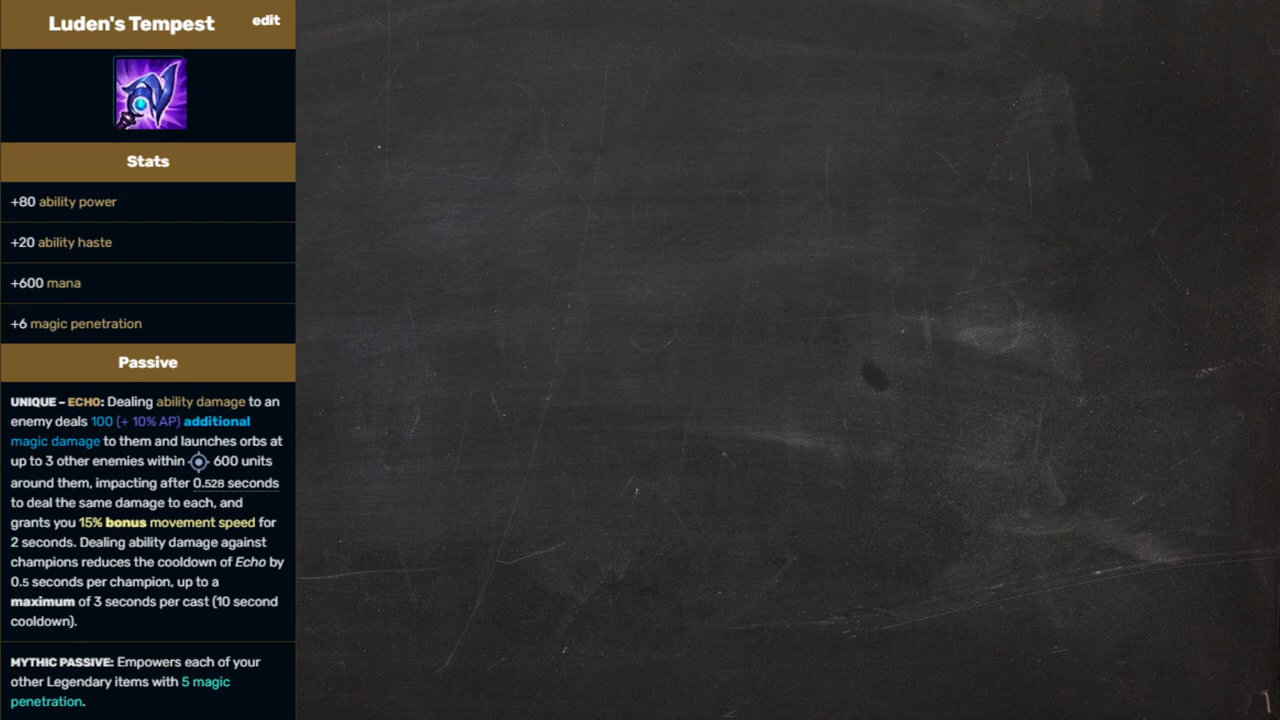 Luden's Tempest edit
Stats
+80 ability power
+20 ability haste
+600 mana
+6 magic penetration
Passive
UNIQUE – ECHO: Dealing ability damage to an
enemy deals 100 (+ 10% AP) additional
magic damage to them and launches orbs at
up to 3 other enemies within 600 units
around them, impacting after 0.528 seconds
to deal the same damage to each, and
grants you 15% bonus movement speed for
2 seconds. Dealing ability damage against
champions reduces the cooldown of Echo by
0.5 seconds per champion, up to a
maximum of 3 seconds per cast (10 second
cooldown).
MYTHIC PASSIVE: Empowers each of your
other Legendary items with 5 magic
penetration.